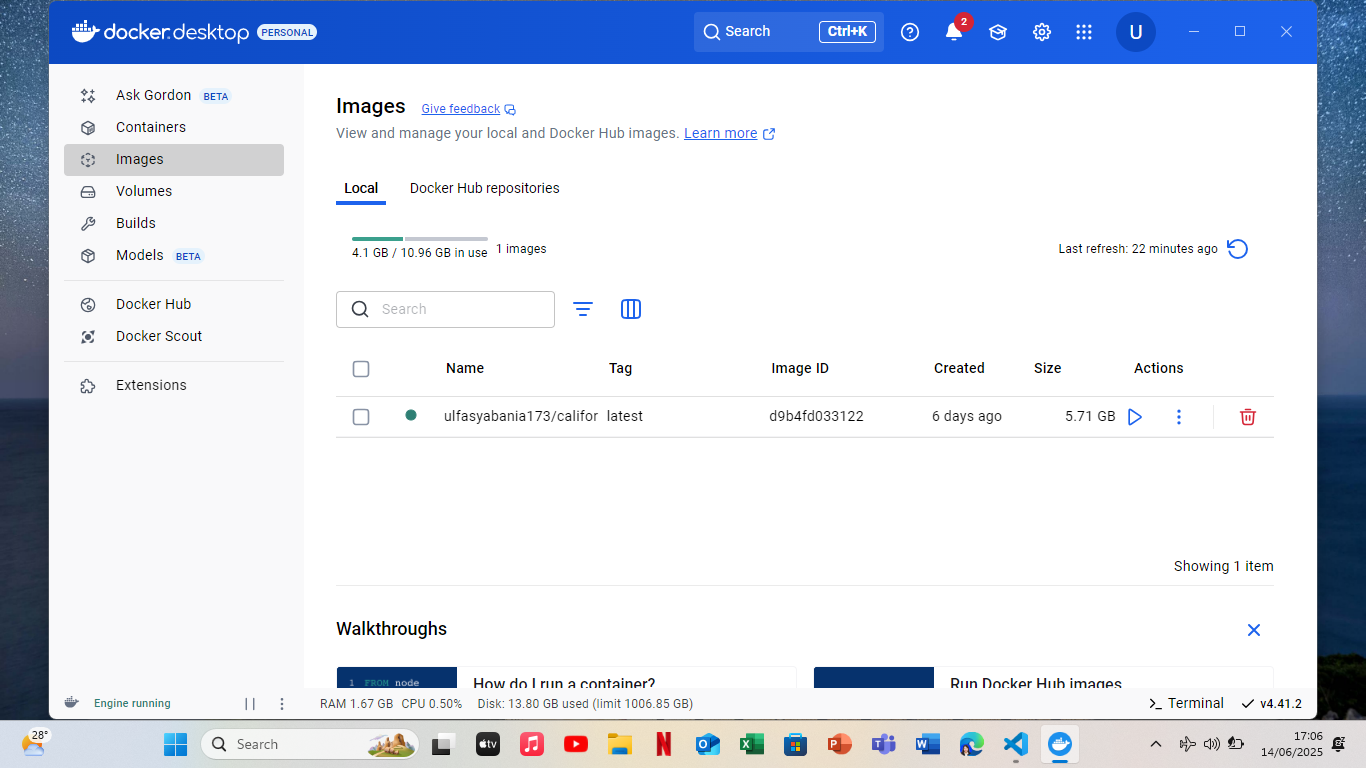 docker.desktop PERSONAL
Search Ctrl+K
2
U
Ask Gordon BETA
Containers
Images
Volumes
Builds
Models BETA
Docker Hub
Docker Scout
Extensions
Images Give feedback
View and manage your local and Docker Hub images. Learn more
Local Docker Hub repositories
4.1 GB / 10.96 GB in use 1 images
Last refresh: 22 minutes ago
Search
Name Tag Image ID Created Size Actions
ulfasyabania173/califor latest d9b4fd033122 6 days ago 5.71 GB
Showing 1 item
Walkthroughs
1 FROM node
How do I run a container?
Run Docker Hub images
Engine running
RAM 1.67 GB CPU 0.50% Disk: 13.80 GB used (limit 1006.85 GB)
Terminal
v4.41.2
28°
Search
tv
N
17:06
14/06/2025